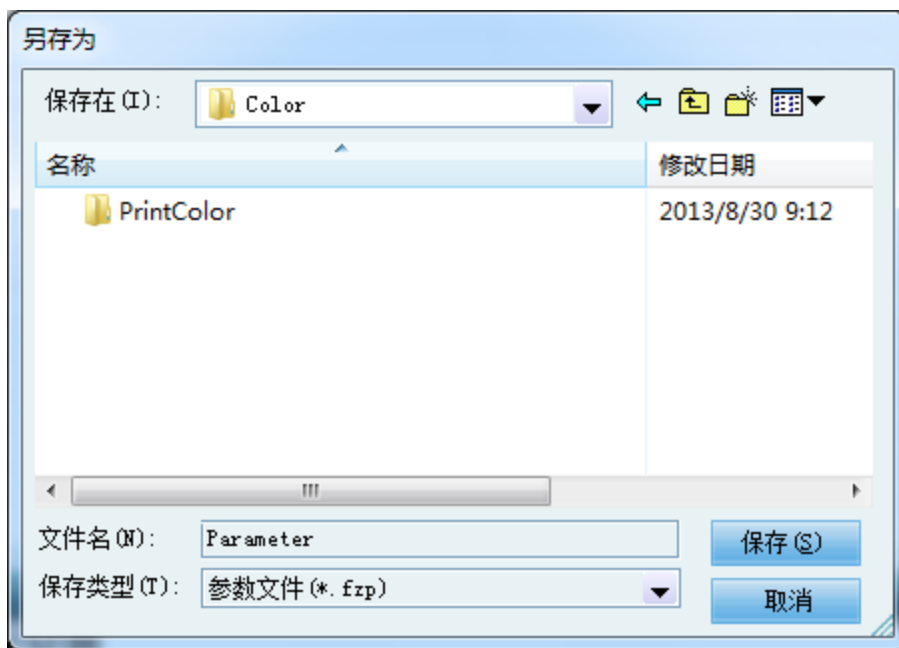 另存为
保存在(I): Color
名称 修改日期
PrintColor 2013/8/30 9:12
文件名(N): Parameter 保存(S)
保存类型(T): 参数文件(*.fzp) 取消